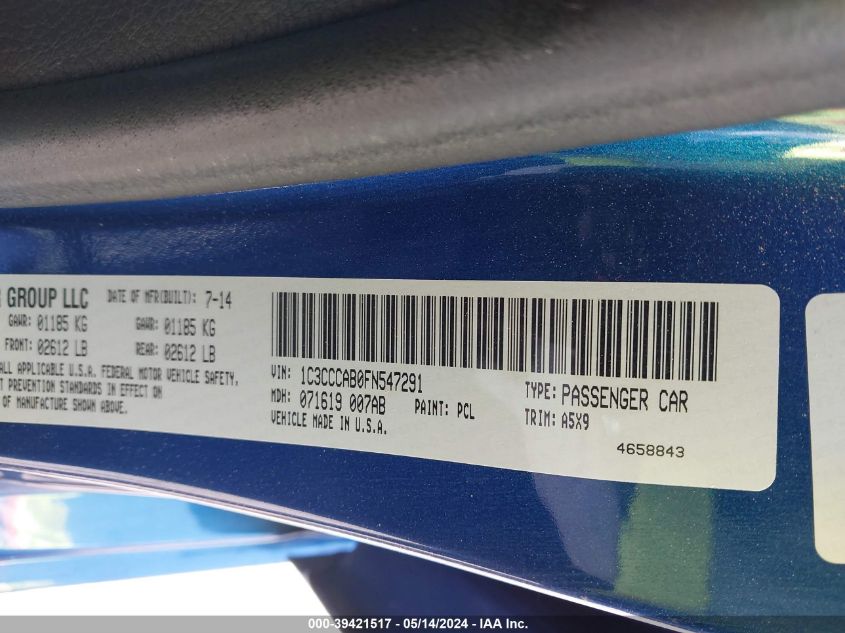 GROUP LLC DATE OF MFR(BUILT): 7-14
GAWR: 01185 KG GAWR: 01185 KG
FRONT: 02612 LB REAR: 02612 LB
ALL APPLICABLE U.S.A. FEDERAL MOTOR VEHICLE SAFETY,
PREVENTION STANDARDS IN EFFECT ON
OF MANUFACTURE SHOWN ABOVE.
VIN: 1C3CCCAB0FN547291 TYPE: PASSENGER CAR
MDH: 071619 007AB PAINT: PCL TRIM: A5X9
VEHICLE MADE IN U.S.A.
4658843
000-39421517 - 05/14/2024 - IAA Inc.